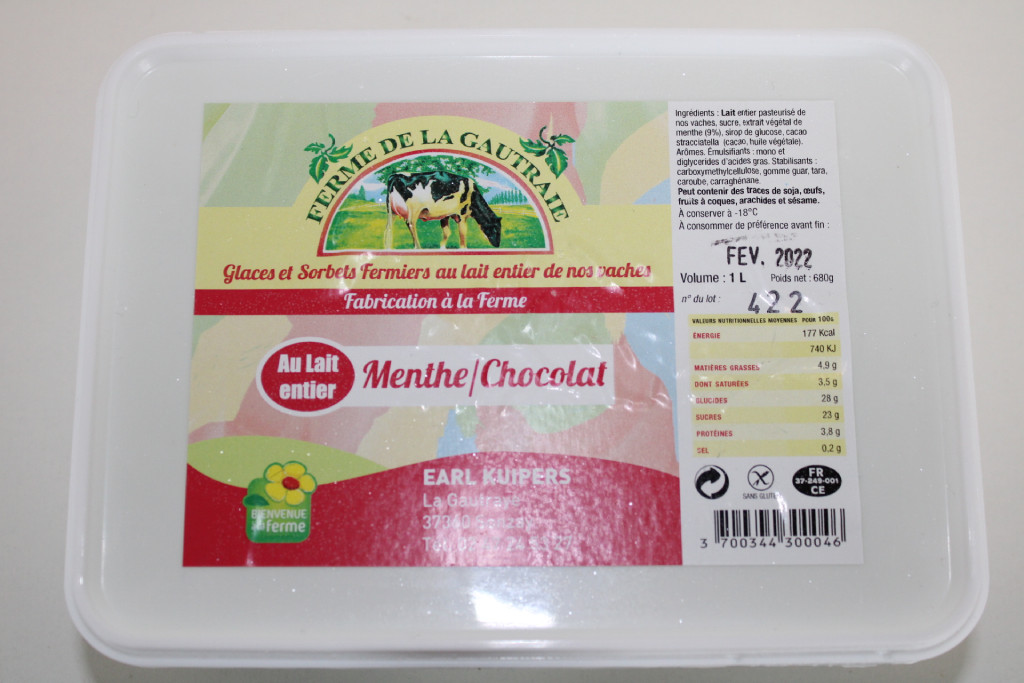 FERME DE LA GAUTRAIE
Glaces et Sorbets Fermiers au lait entier de nos vaches
Fabrication à la Ferme
Au Lait
entier
Menthe/Chocolat
BIENVENUE
à la ferme
EARL KUIPERS
La Gautraye
Ingrédients : Lait entier pasteurisé de
nos vaches, sucre, extrait végétal de
menthe (9%), sirop de glucose, cacao
stracciatella (cacao, huile végétale).
Arômes. Émulsifiants : mono et
diglycerides d'acides gras. Stabilisants :
carboxymethylcellulose, gomme guar, tara,
caroube, carraghénane.
Peut contenir des traces de soja, œufs,
fruits à coques, arachides et sésame.
À conserver à -18°C
À consommer de préférence avant fin :
FEV. 2022
Volume : 1 L Poids net : 680g
n° du lot : 422
VALEURS NUTRITIONNELLES MOYENNES POUR 100G
ÉNERGIE 177 Kcal
740 KJ
MATIÈRES GRASSES 4,9 g
DONT SATURÉES 3,5 g
GLUCIDES 28 g
SUCRES 23 g
PROTÉINES 3,8 g
SEL 0,2 g
SANS GLUTEN
FR
37-249-001
CE
3 700344 300046